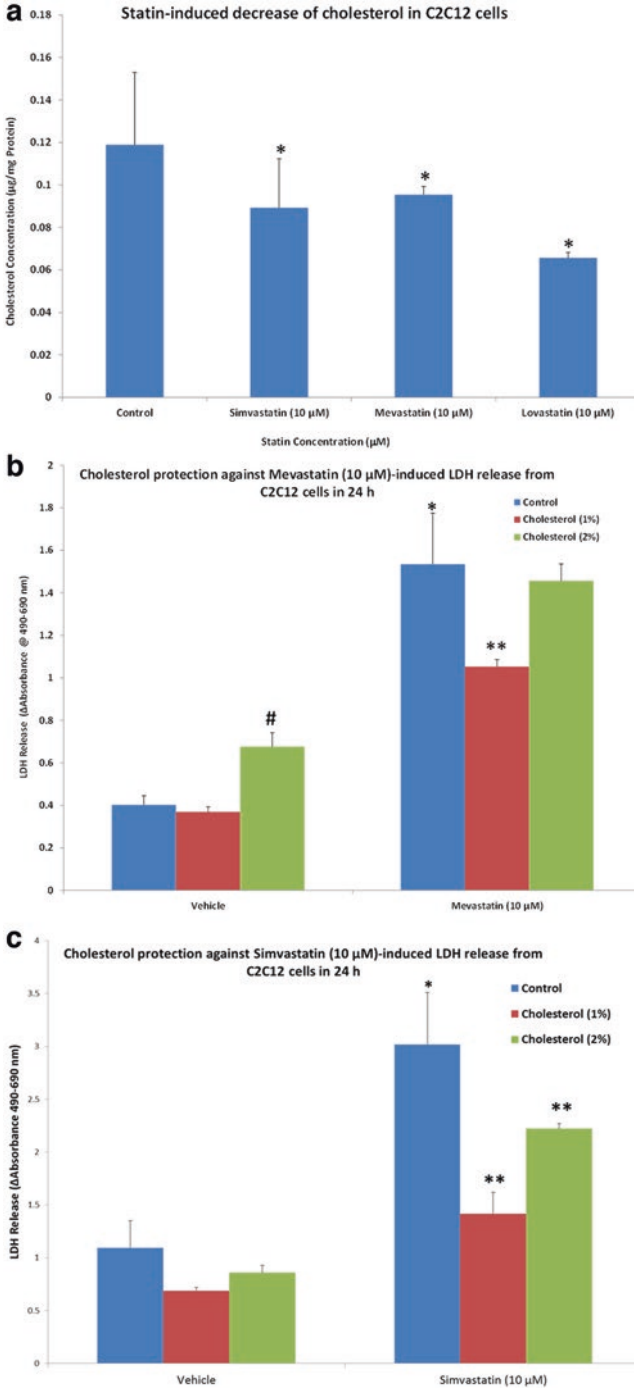 a
Statin-induced decrease of cholesterol in C2C12 cells
Cholesterol Concentration (µg/mg Protein)
0.18
0.16
0.14
0.12
0.1
0.08
0.06
0.04
0.02
0
*
*
*
Control
Simvastatin (10 µM)
Mevastatin (10 µM)
Lovastatin (10 µM)
Statin Concentration (µM)
b
Cholesterol protection against Mevastatin (10 µM)-induced LDH release from
C2C12 cells in 24 h
LDH Release (ΔAbsorbance @ 490-690 nm)
2
1.8
1.6
1.4
1.2
1
0.8
0.6
0.4
0.2
0
Control
Cholesterol (1%)
Cholesterol (2%)
#
*
**
Vehicle
Mevastatin (10 µM)
c
Cholesterol protection against Simvastatin (10 µM)-induced LDH release from
C2C12 cells in 24 h
LDH Release (ΔAbsorbance 490-690 nm)
4
3.5
3
2.5
2
1.5
1
0.5
0
Control
Cholesterol (1%)
Cholesterol (2%)
*
**
**
Vehicle
Simvastatin (10 µM)